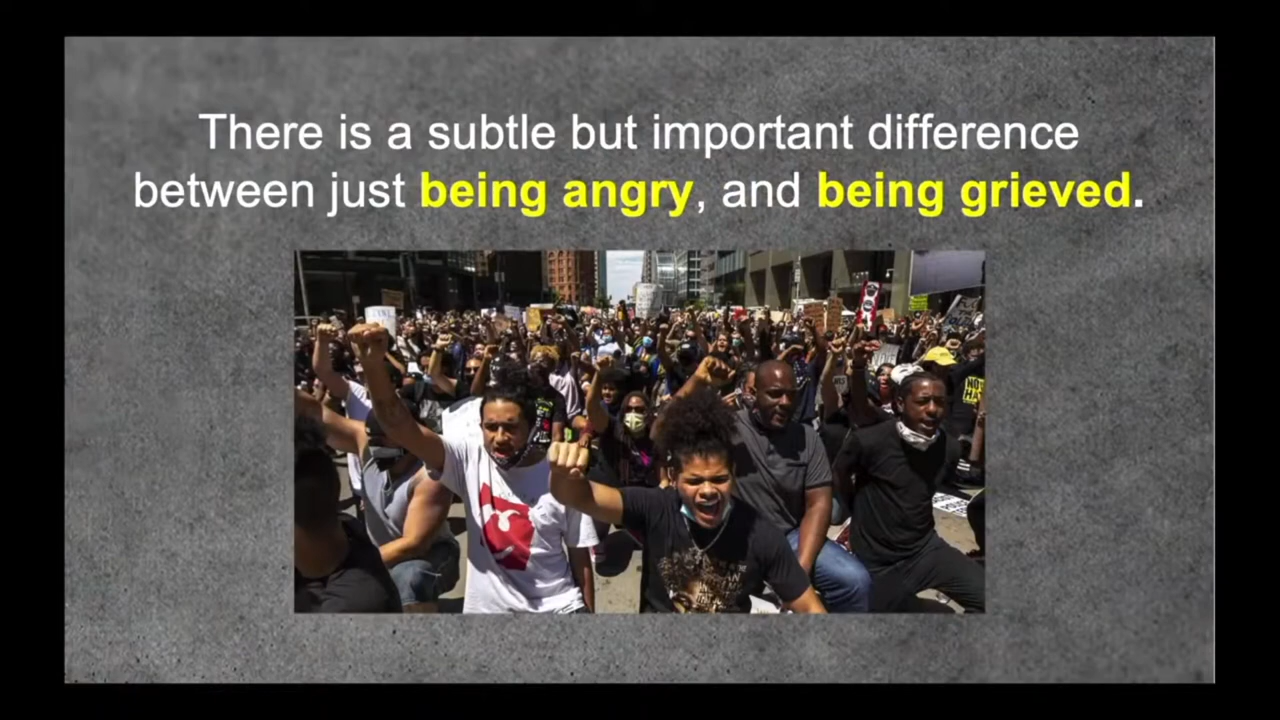 There is a subtle but important difference
between just being angry, and being grieved.